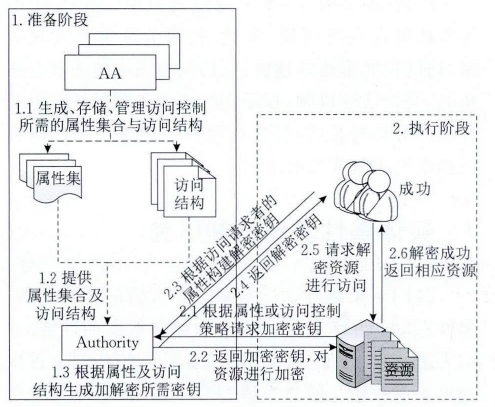 1. 准备阶段
AA
1.1 生成、存储、管理访问控制
所需的属性集合与访问结构
属性集
访问
结构
1.2 提供
属性集合及
访问结构
Authority
1.3 根据属性及访问
结构生成加解密所需密钥
2. 执行阶段
成功
2.3 根据访问请求者的
属性构建解密密钥
2.4 返回解密密钥
2.5 请求解
密资源
进行访问
2.6解密成功
返回相应资源
2.1 根据属性或访问控制
策略请求加密密钥
2.2 返回加密密钥,对
资源进行加密
资源